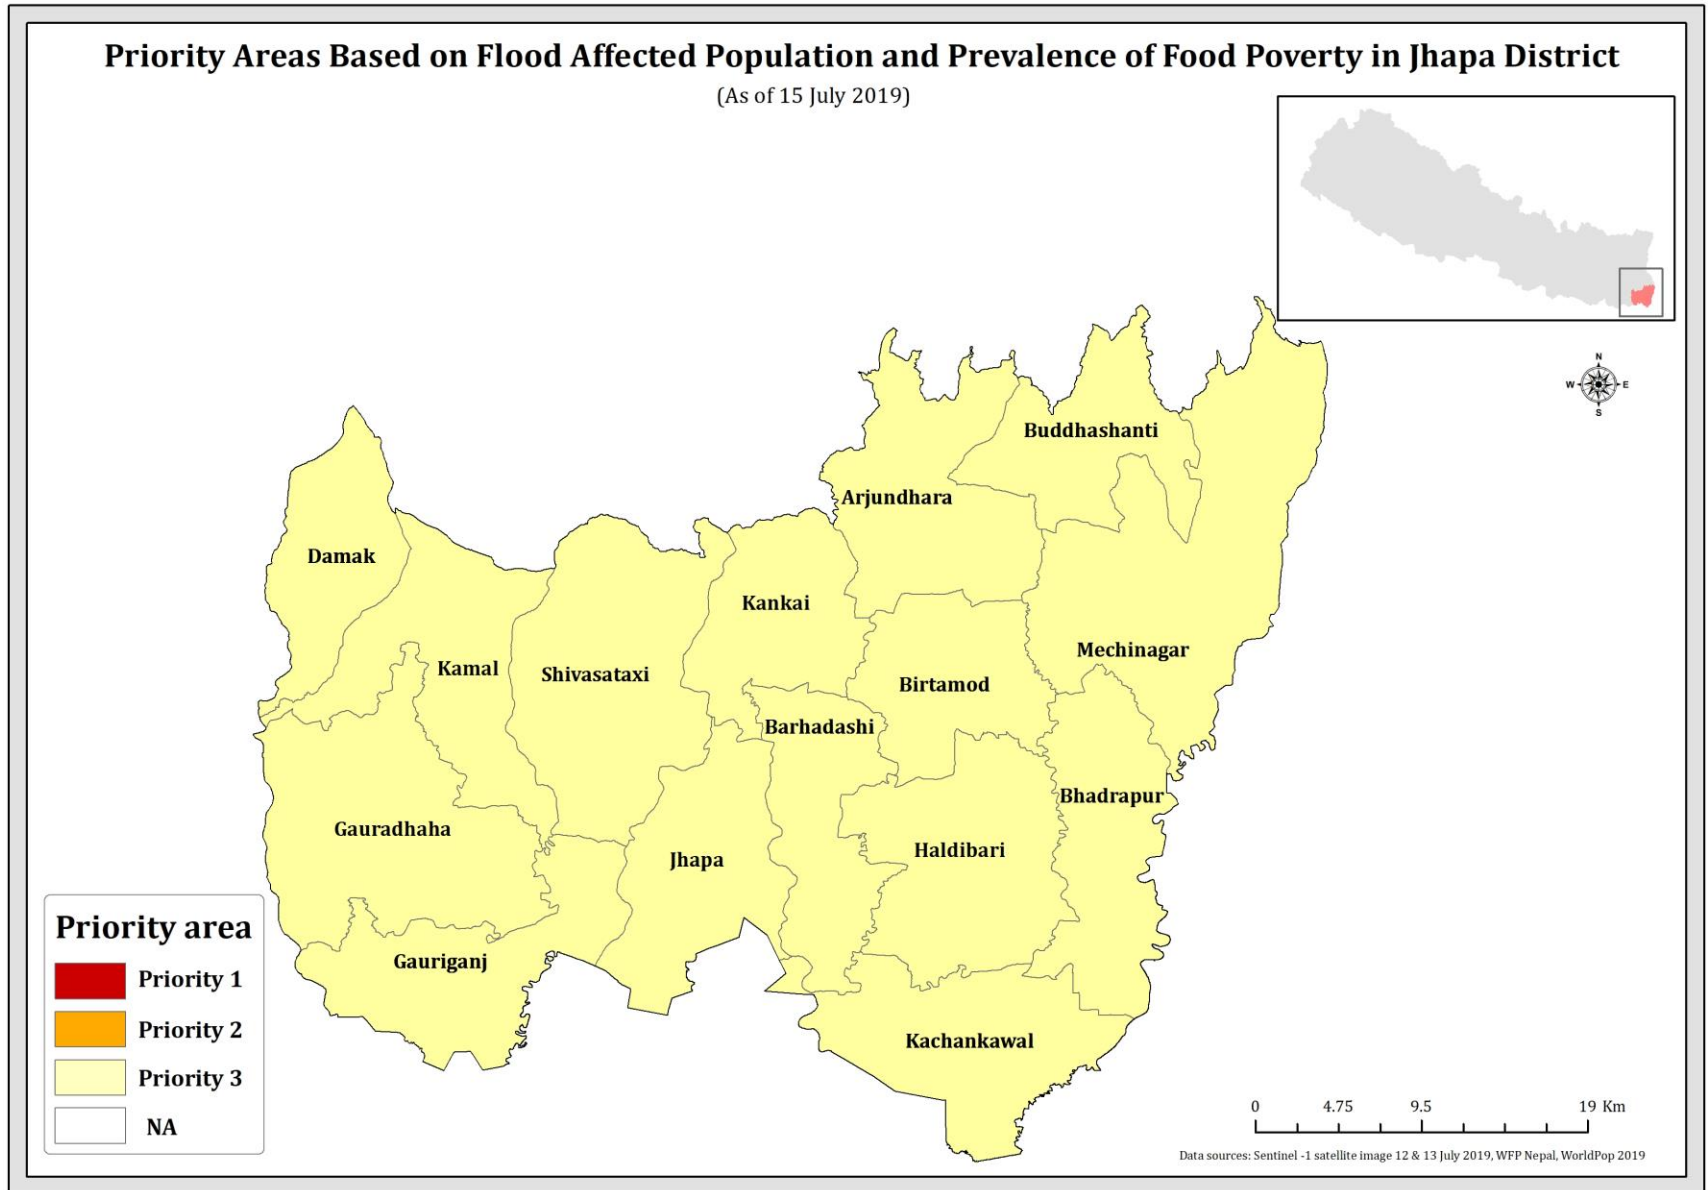 Priority Areas Based on Flood Affected Population and Prevalence of Food Poverty in Jhapa District
(As of 15 July 2019)
N
W
E
S
Buddhashanti
Arjundhara
Damak
Kankai
Mechinagar
Kamal
Shivasataxi
Birtamod
Barhadashi
Bhadrapur
Gauradhaha
Haldibari
Jhapa
Gauriganj
Kachankawal
Priority area
Priority 1
Priority 2
Priority 3
NA
0 4.75 9.5 19 Km
Data sources: Sentinel -1 satellite image 12 & 13 July 2019, WFP Nepal, WorldPop 2019